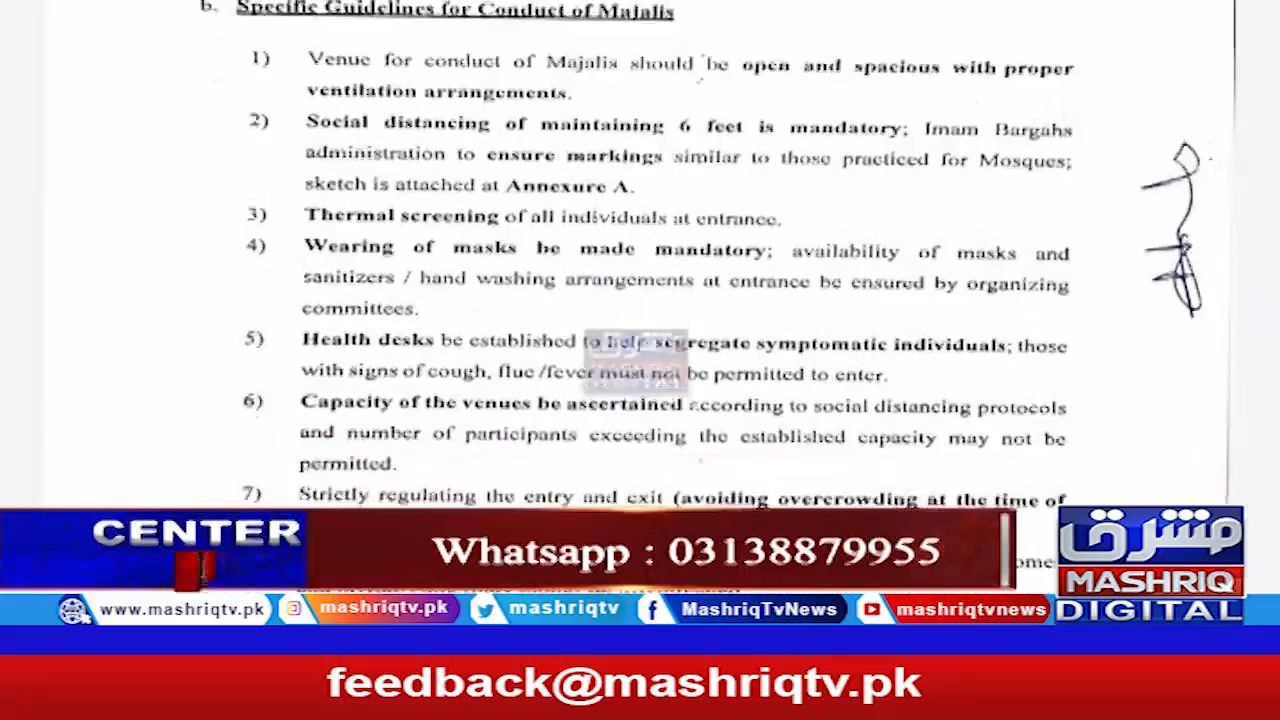 b. Specific Guidelines for Conduct of Majalis
1) Venue for conduct of Majalis should be open and spacious with proper
ventilation arrangements.
2) Social distancing of maintaining 6 feet is mandatory; Imam Bargahs
administration to ensure markings similar to those practiced for Mosques;
sketch is attached at Annexure A.
3) Thermal screening of all individuals at entrance.
4) Wearing of masks be made mandatory; availability of masks and
sanitizers / hand washing arrangements at entrance be ensured by organizing
committees.
5) Health desks be established to help segregate symptomatic individuals; those
with signs of cough, flue /fever must not be permitted to enter.
6) Capacity of the venues be ascertained according to social distancing protocols
and number of participants exceeding the established capacity may not be
permitted.
7) Strictly regulating the entry and exit (avoiding overcrowding at the time of
CENTER
Whatsapp : 03138879955
مشرق
MASHRIQ
DIGITAL
www.mashriqtv.pk mashriqtv.pk mashriqtv MashriqTvNews mashriqtvnews
feedback@mashriqtv.pk